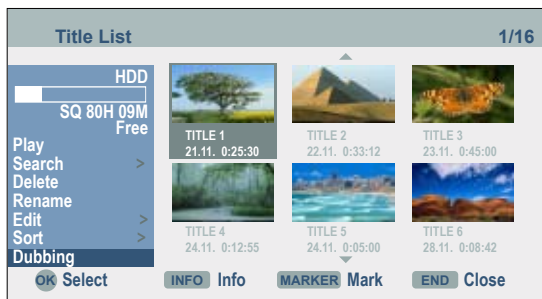 Title List 1/16
HDD
SQ 80H 09M
Free
Play
Search >
Delete
Rename
Edit >
Sort >
Dubbing
TITLE 1
21.11. 0:25:30
TITLE 2
22.11. 0:33:12
TITLE 3
23.11. 0:45:00
TITLE 4
24.11. 0:12:55
TITLE 5
24.11. 0:05:00
TITLE 6
28.11. 0:08:42
OK Select INFO Info MARKER Mark END Close